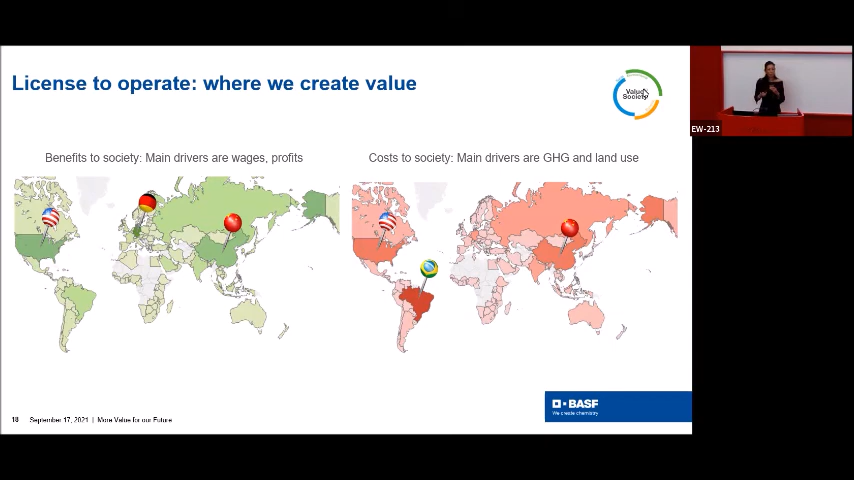 License to operate: where we create value
Value
Society
EW-213
Benefits to society: Main drivers are wages, profits
Costs to society: Main drivers are GHG and land use
BASF
We create chemistry
18 September 17, 2021 | More Value for our Future